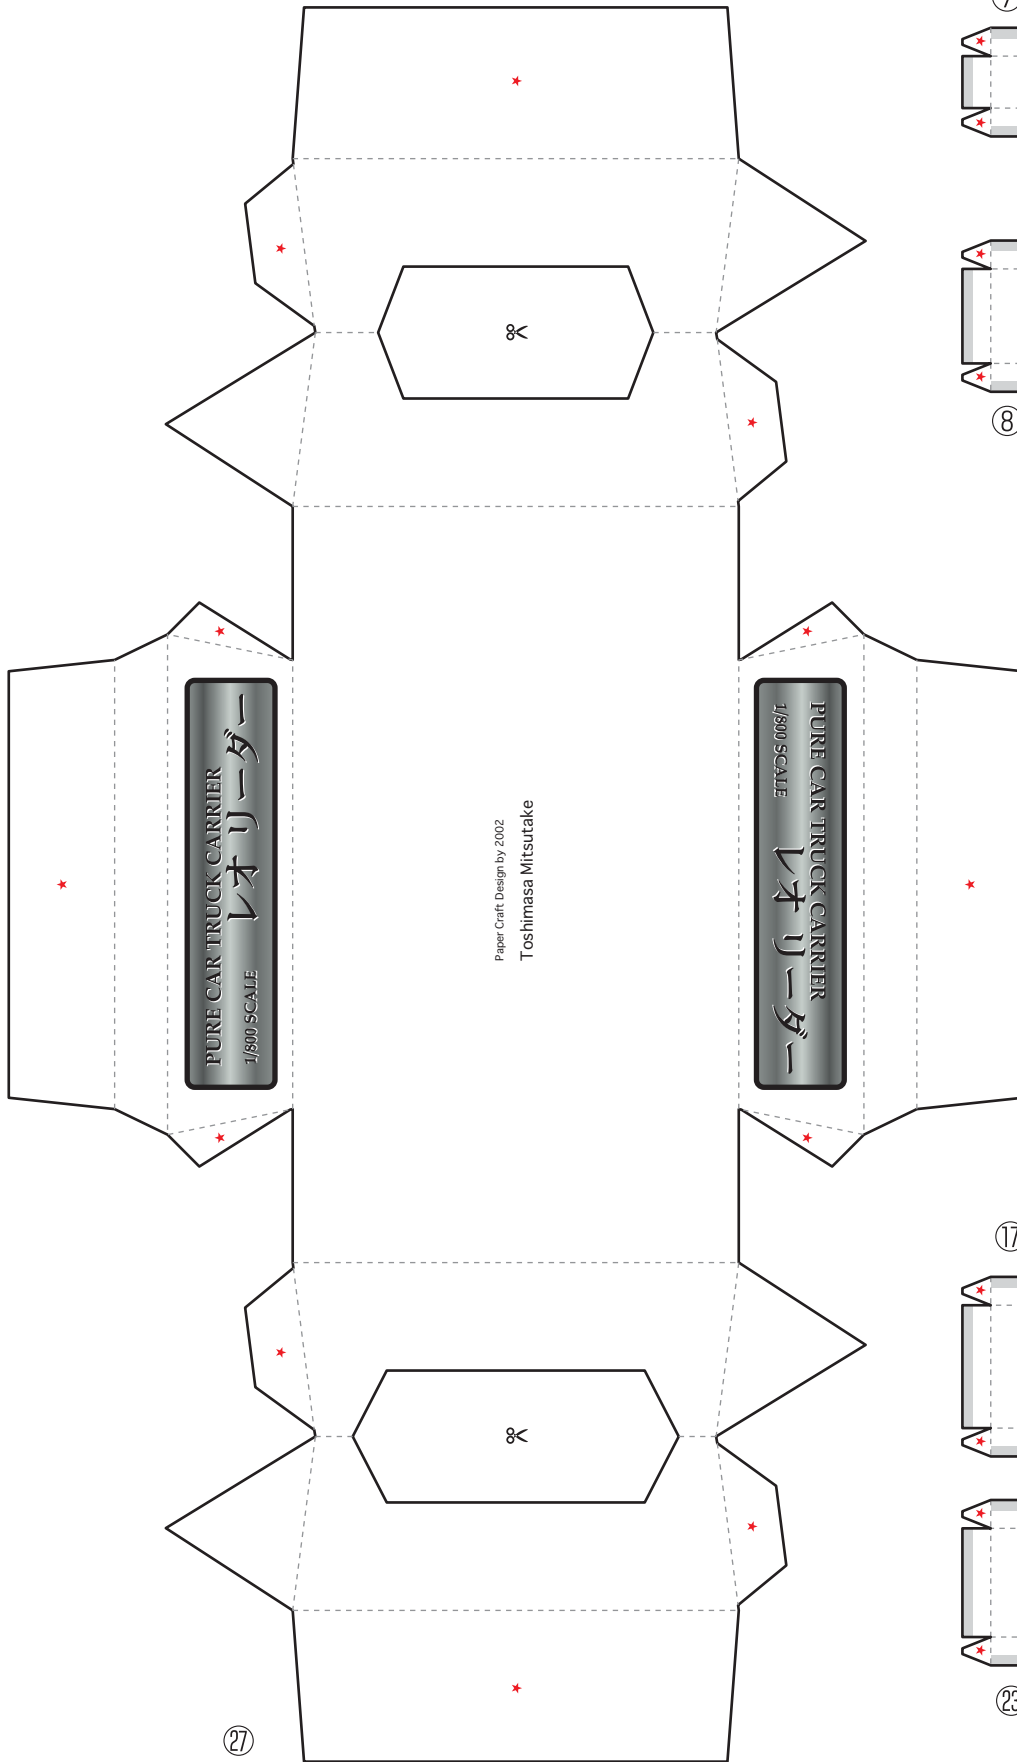 ⑧
PURE CAR TRUCK CARRIER
レオ リーダー
1/800 SCALE
Paper Craft Design by 2002
Toshimasa Mitsutake
PURE CAR TRUCK CARRIER
1/800 SCALE
レオ リーダー
⑰
㉓
㉗